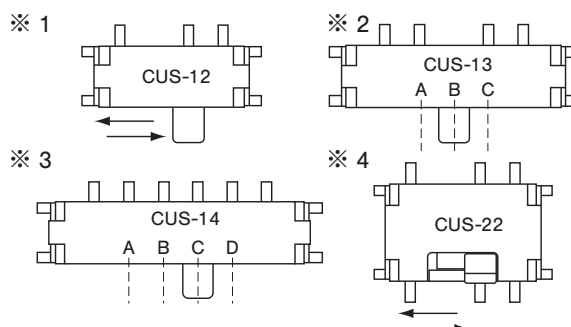 ※ 1
CUS-12
※ 2
CUS-13
A B C
※ 3
CUS-14
A B C D
※ 4
CUS-22